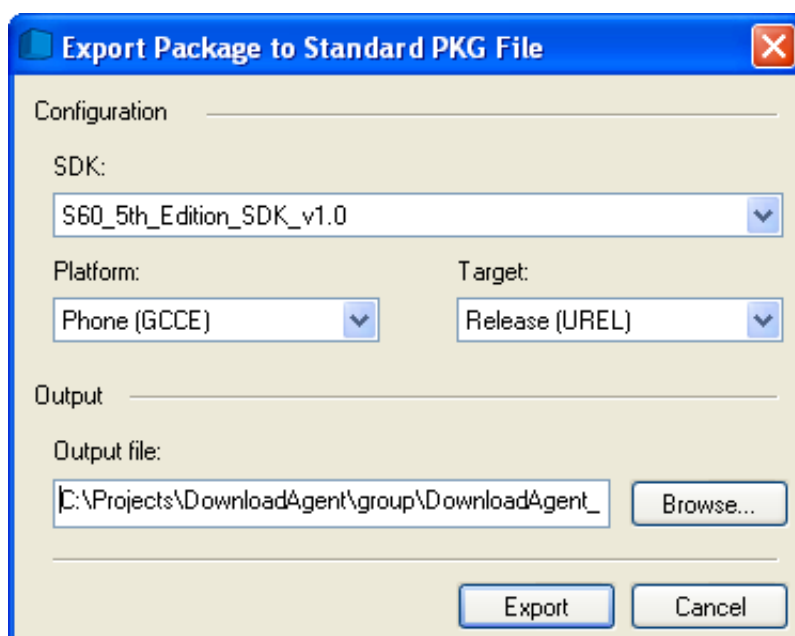 Export Package to Standard PKG File
Configuration
SDK:
S60_5th_Edition_SDK_v1.0
Platform: Target:
Phone (GCCE) Release (UREL)
Output
Output file:
C:\Projects\DownloadAgent\group\DownloadAgent_ Browse...
Export Cancel